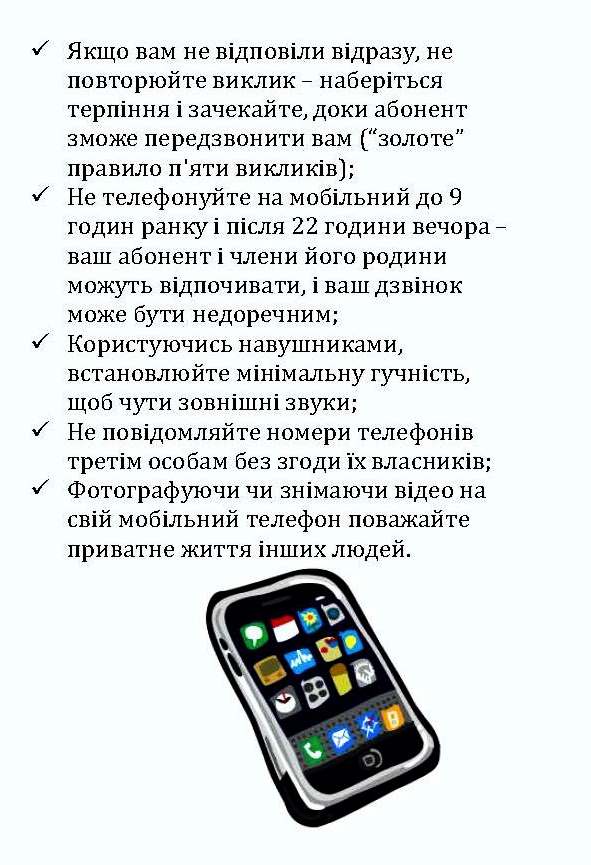 ✓ Якщо вам не відповіли відразу, не
повторюйте виклик – наберіться
терпіння і зачекайте, доки абонент
зможе передзвонити вам (“золоте”
правило п'яти викликів);
✓ Не телефонуйте на мобільний до 9
годин ранку і після 22 години вечора –
ваш абонент і члени його родини
можуть відпочивати, і ваш дзвінок
може бути недоречним;
✓ Користуючись навушниками,
встановлюйте мінімальну гучність,
щоб чути зовнішні звуки;
✓ Не повідомляйте номери телефонів
третім особам без згоди їх власників;
✓ Фотографуючи чи знімаючи відео на
свій мобільний телефон поважайте
приватне життя інших людей.